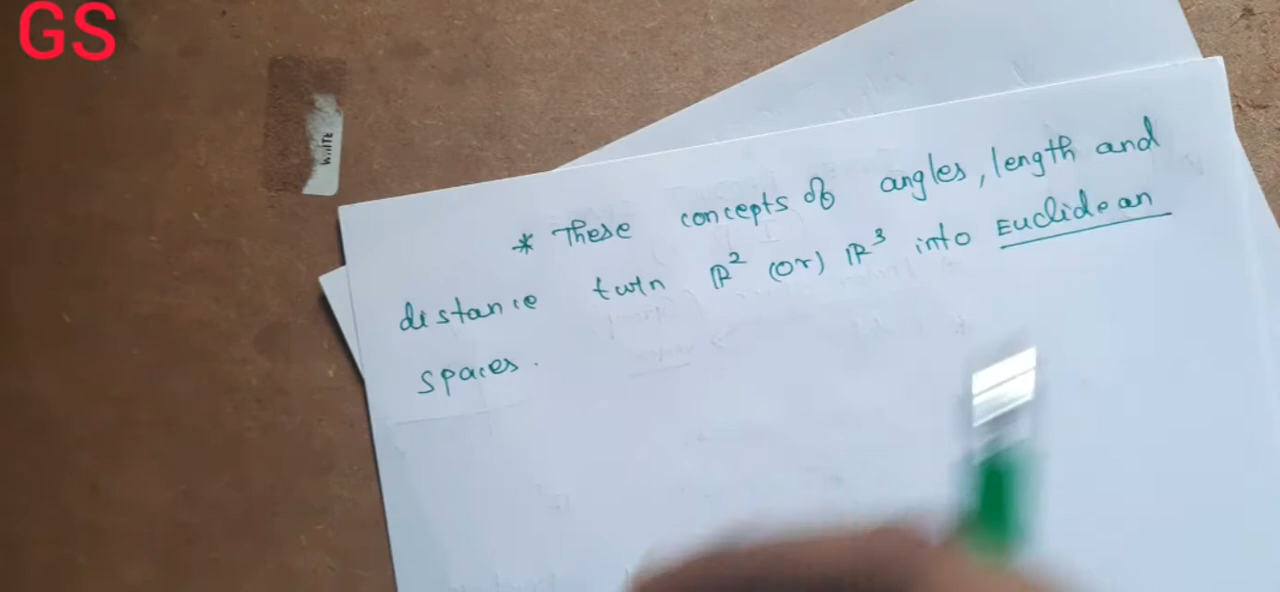 GS
WHITE
* These concepts of angles, length and
distance turn ℝ² (or) ℝ³ into Euclidean
spaces.